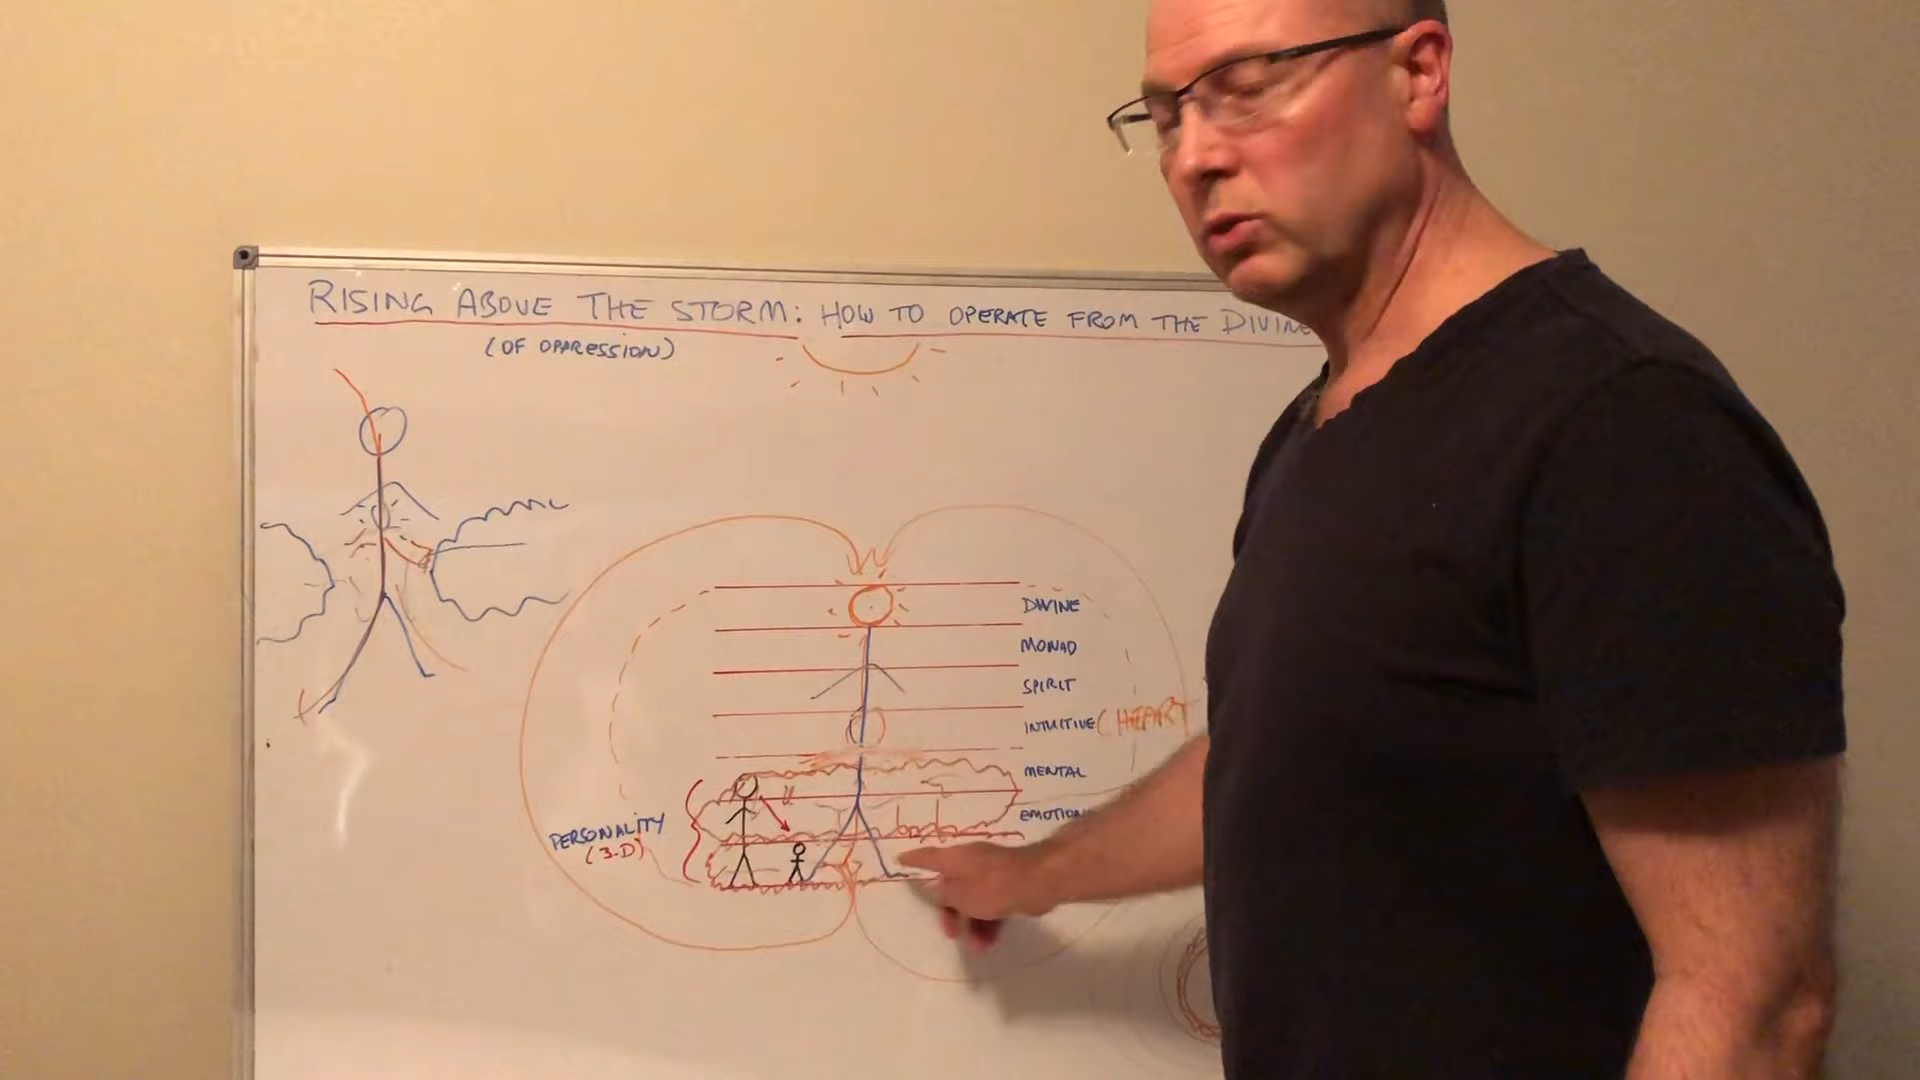 RISING ABOVE THE STORM: HOW TO OPERATE FROM THE DIVINE
(OF OPPRESSION)
DIVINE
MONAD
SPIRIT
INTUITIVE (HEART
MENTAL
EMOTION
PERSONALITY
(3-D)